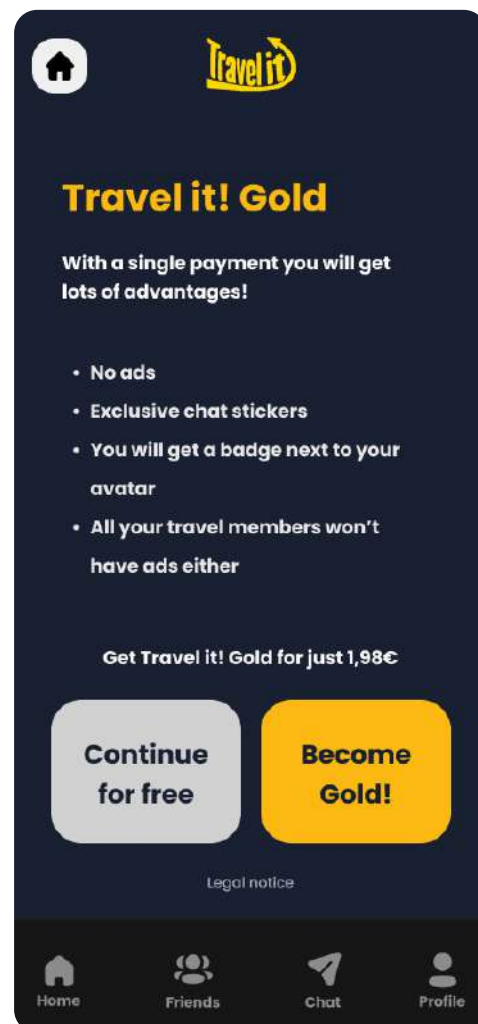 Travel it
Travel it! Gold
With a single payment you will get
lots of advantages!
• No ads
• Exclusive chat stickers
• You will get a badge next to your
avatar
• All your travel members won't
have ads either
Get Travel it! Gold for just 1,98€
Continue
for free
Become
Gold!
Legal notice
Home
Friends
Chat
Profile